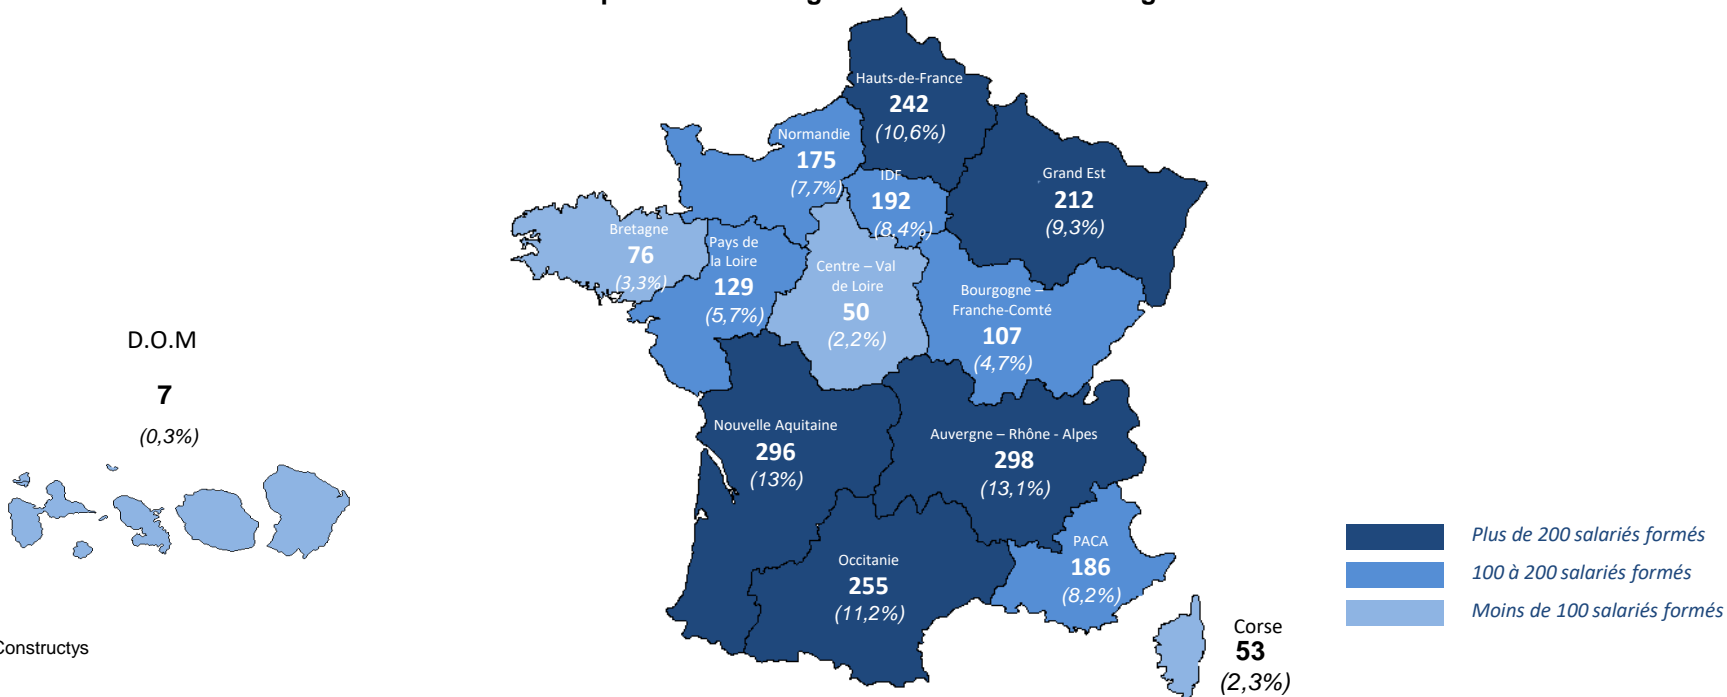 Hauts-de-France
242
(10,6%)
Normandie
175
(7,7%)
IDF
192
(8,4%)
Grand Est
212
(9,3%)
Bretagne
76
(3,3%)
Pays de
la Loire
129
(5,7%)
Centre – Val
de Loire
50
(2,2%)
Bourgogne –
Franche-Comté
107
(4,7%)
D.O.M
7
(0,3%)
Nouvelle Aquitaine
296
(13%)
Auvergne – Rhône - Alpes
298
(13,1%)
Occitanie
255
(11,2%)
PACA
186
(8,2%)
Corse
53
(2,3%)
Plus de 200 salariés formés
100 à 200 salariés formés
Moins de 100 salariés formés
Constructys